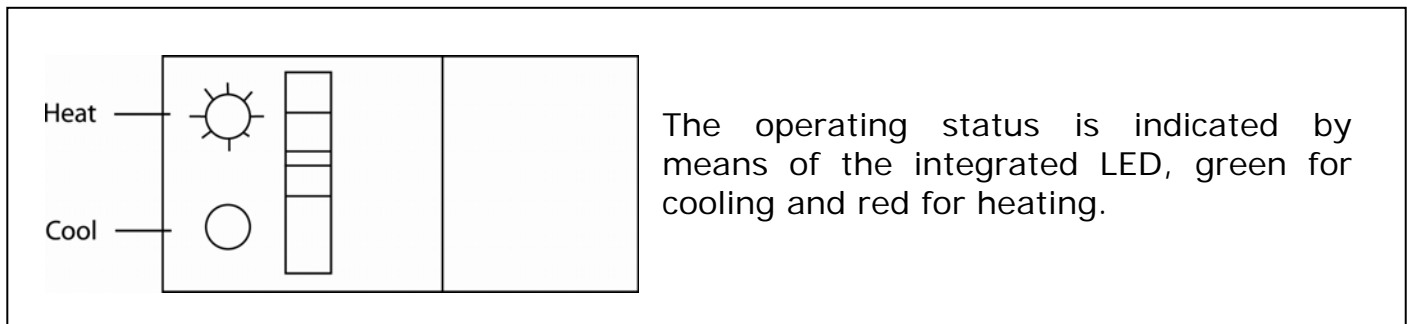 Heat
Cool
The operating status is indicated by
means of the integrated LED, green for
cooling and red for heating.